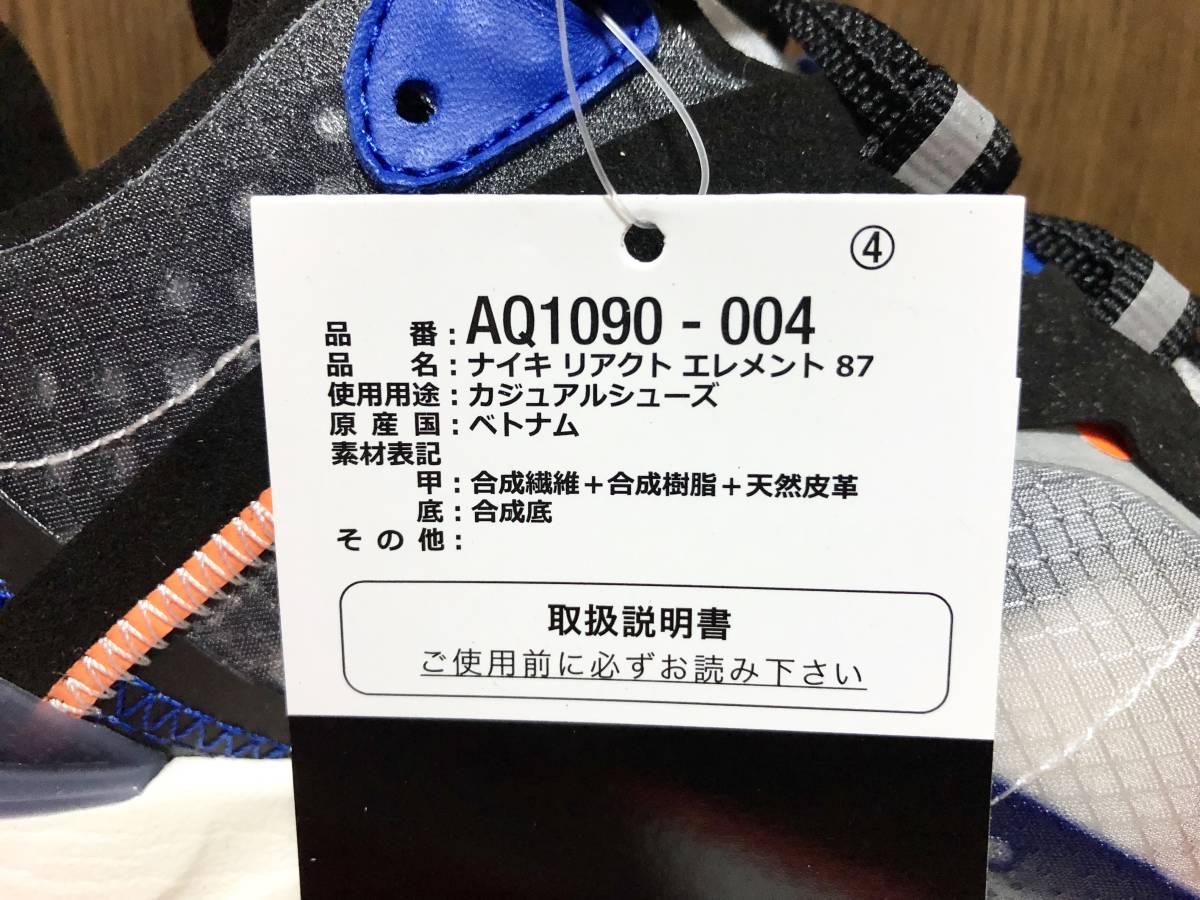 ④
品番：AQ1090 - 004
品名：ナイキ リアクト エレメント 87
使用用途：カジュアルシューズ
原産国：ベトナム
素材表記
甲：合成繊維＋合成樹脂＋天然皮革
底：合成底
その他：
取扱説明書
ご使用前に必ずお読み下さい